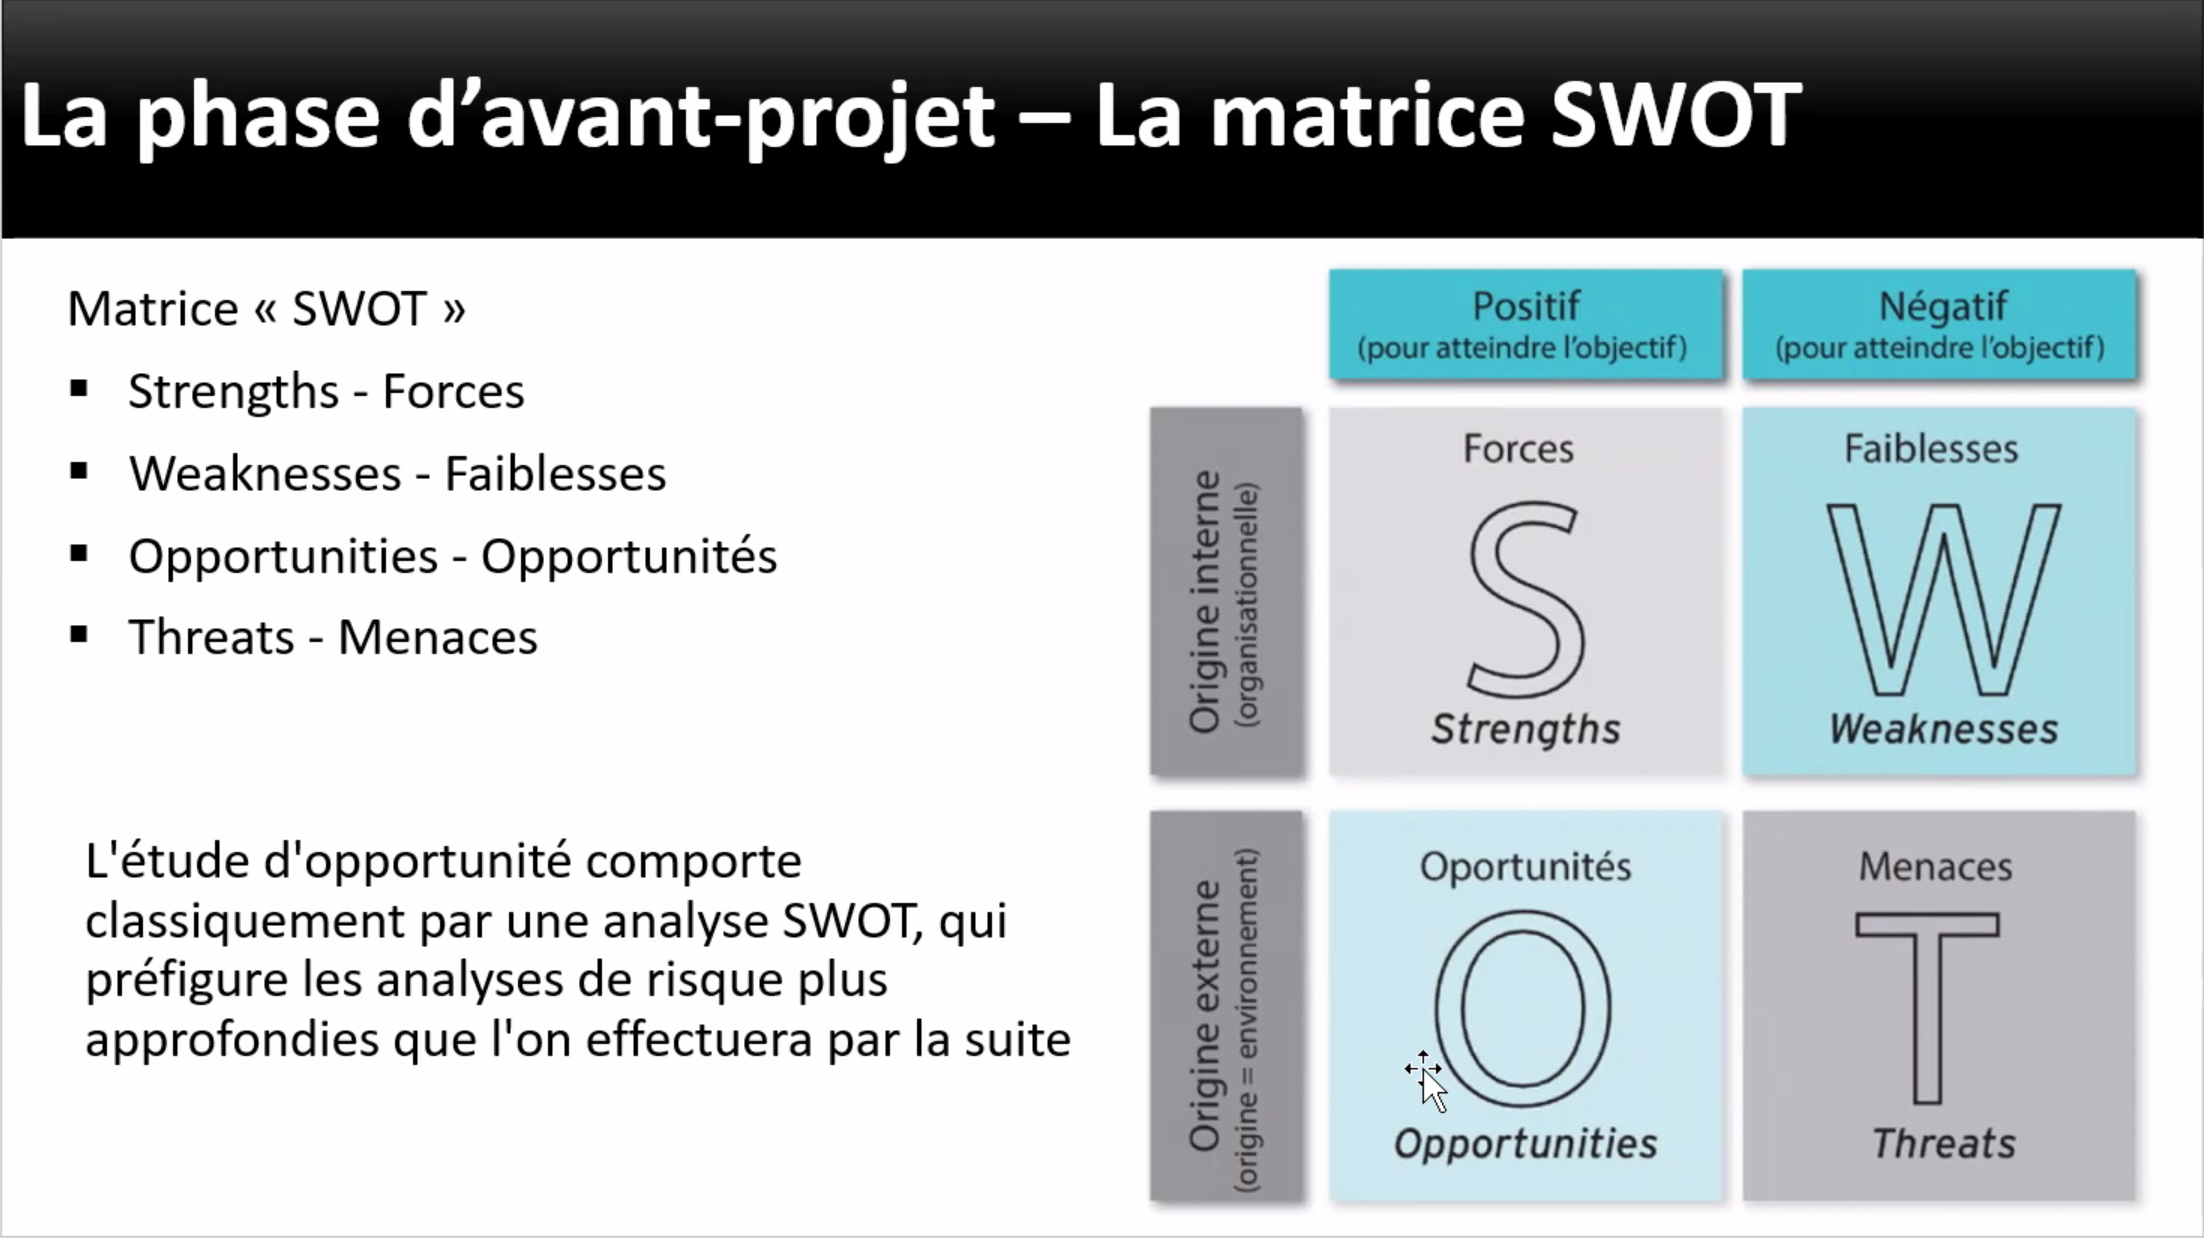 La phase d’avant-projet – La matrice SWOT
Matrice « SWOT »
▪ Strengths - Forces
▪ Weaknesses - Faiblesses
▪ Opportunities - Opportunités
▪ Threats - Menaces
L'étude d'opportunité comporte
classiquement par une analyse SWOT, qui
préfigure les analyses de risque plus
approfondies que l'on effectuera par la suite
Positif
(pour atteindre l’objectif)
Négatif
(pour atteindre l’objectif)
Origine interne
(organisationnelle)
Forces
S
Strengths
Faiblesses
W
Weaknesses
Origine externe
(origine = environnement)
Oportunités
O
Opportunities
Menaces
T
Threats